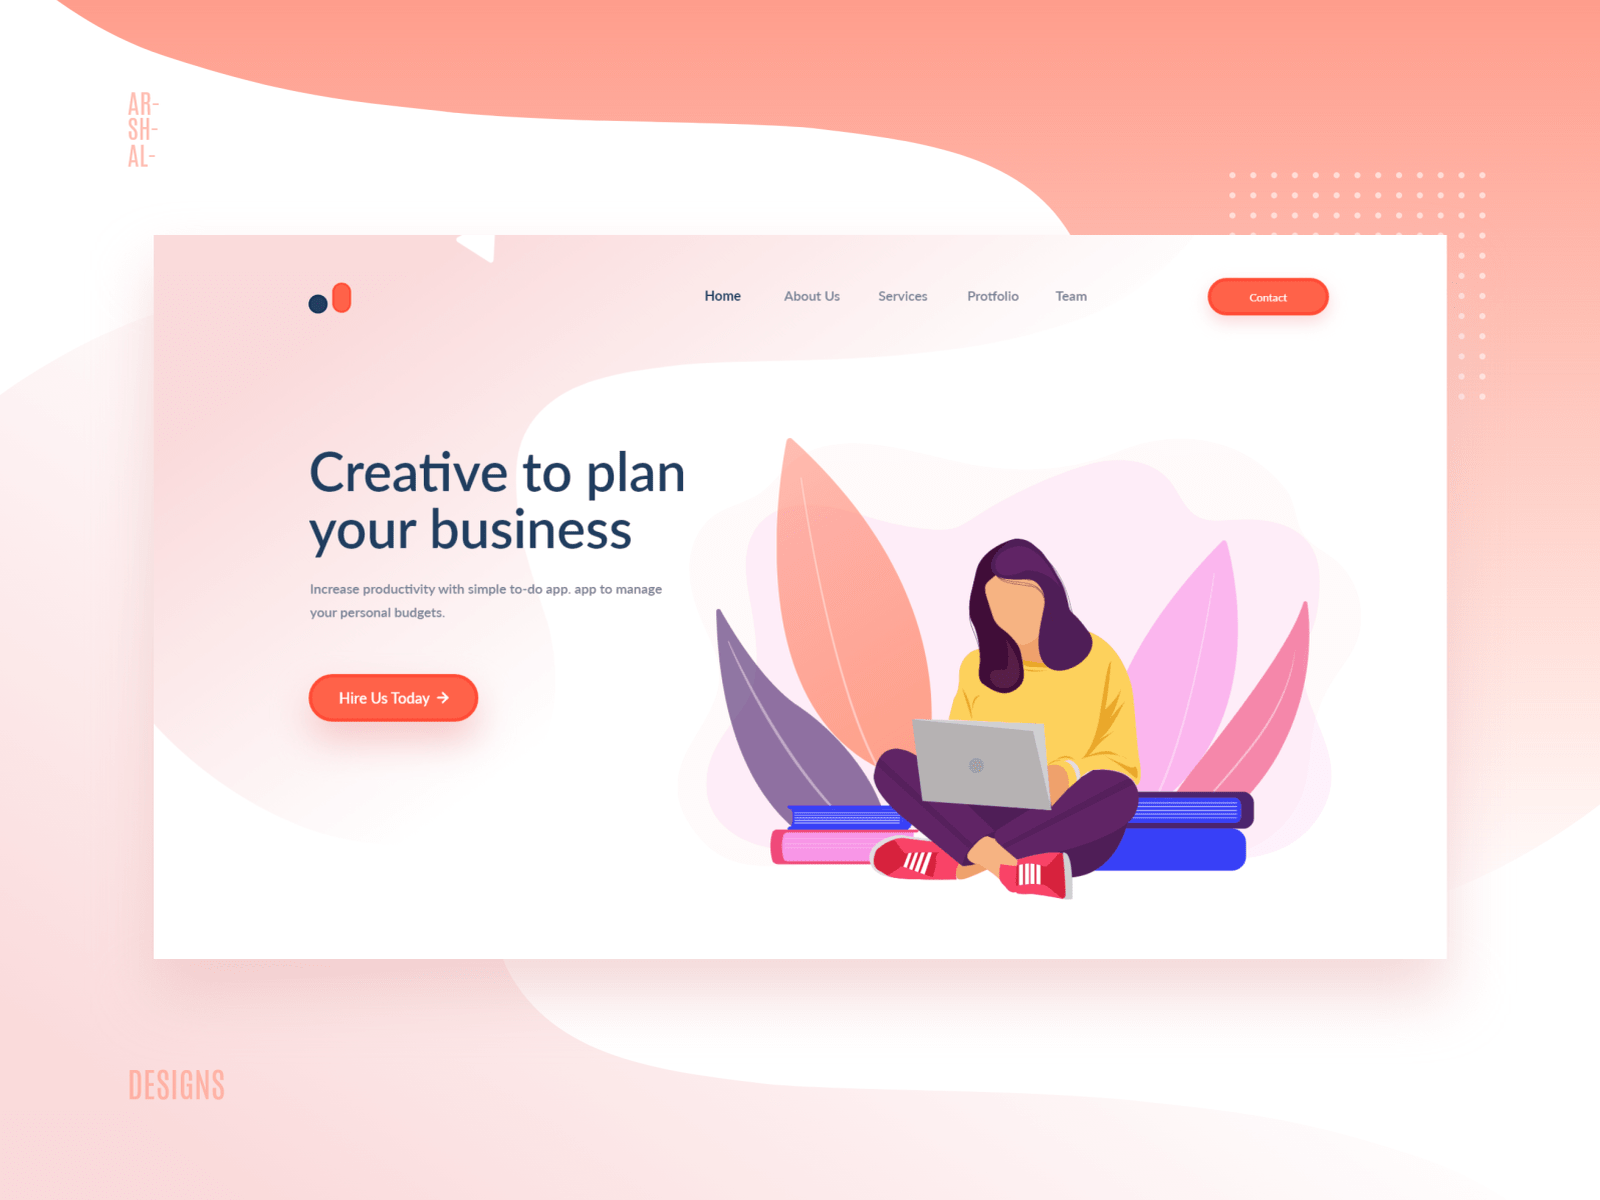 AR-
SH-
AL-
Home About Us Services Protfolio Team Contact
Creative to plan
your business
Increase productivity with simple to-do app. app to manage
your personal budgets.
Hire Us Today →
DESIGNS